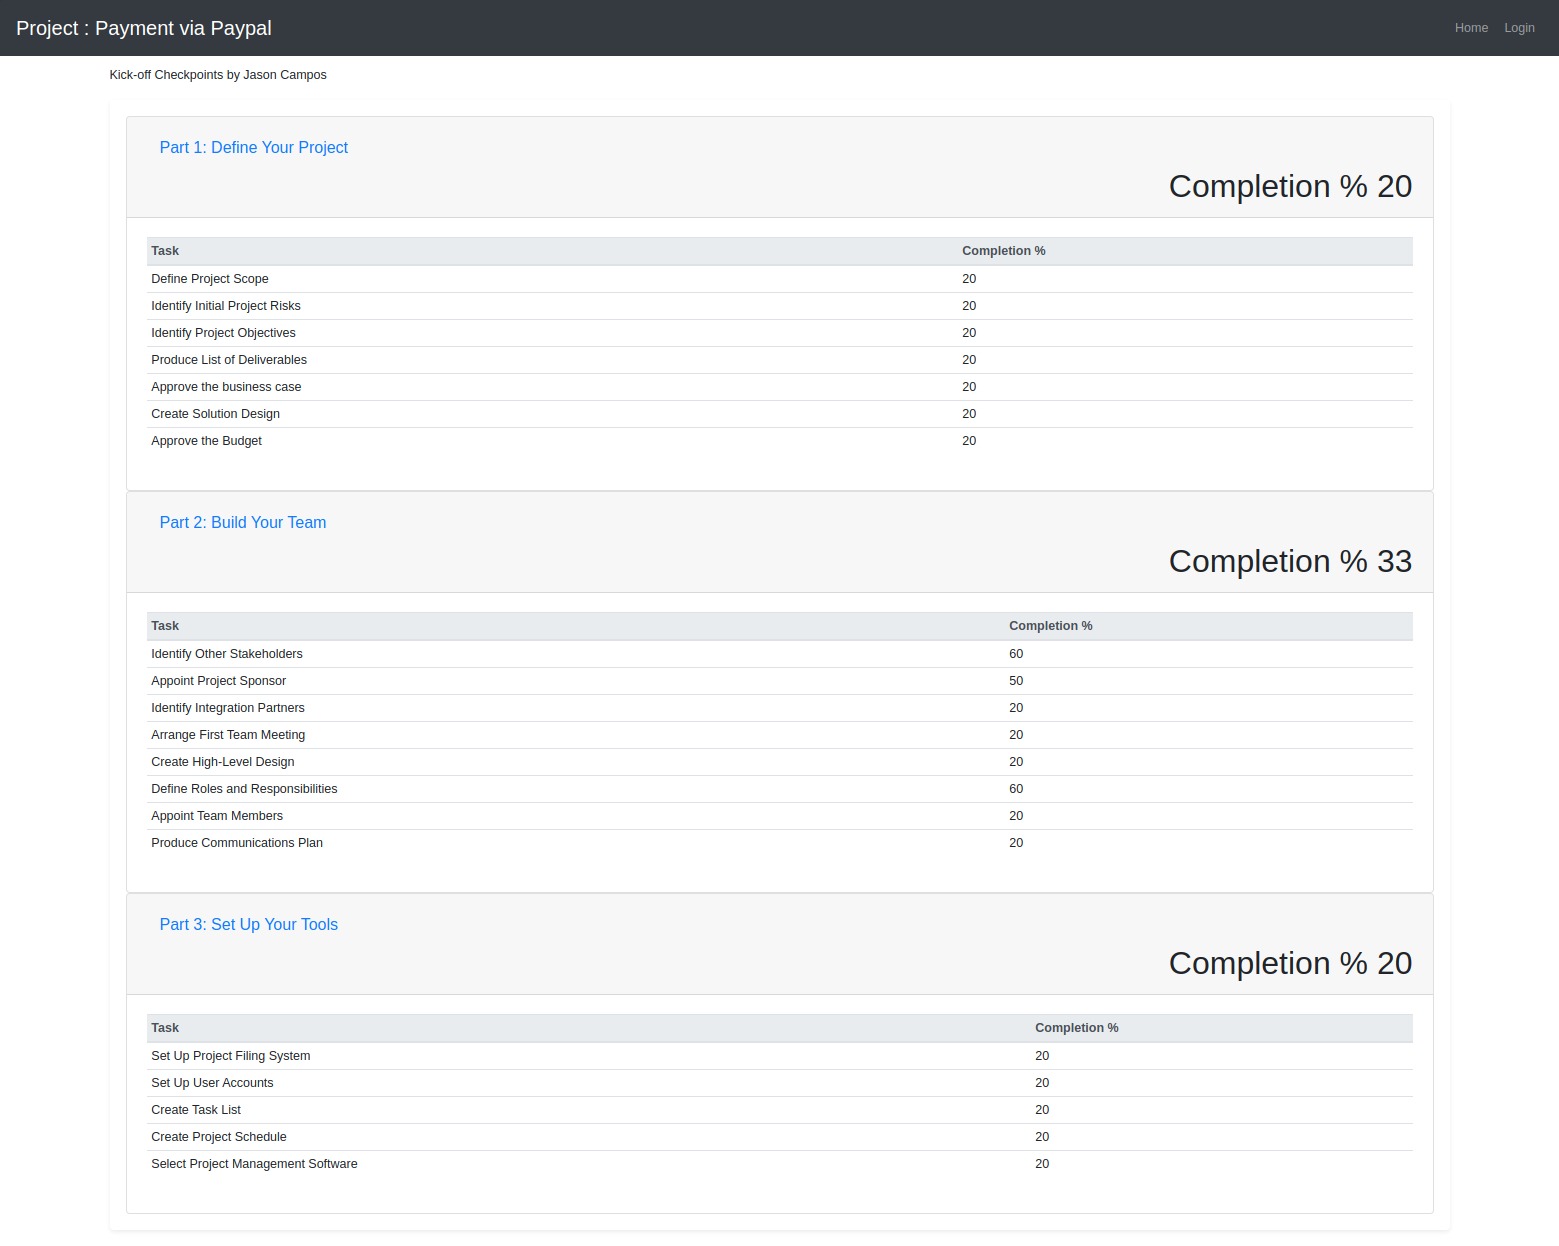 Project : Payment via Paypal Home Login
Kick-off Checkpoints by Jason Campos
Part 1: Define Your Project
Completion % 20
Task Completion %
Define Project Scope 20
Identify Initial Project Risks 20
Identify Project Objectives 20
Produce List of Deliverables 20
Approve the business case 20
Create Solution Design 20
Approve the Budget 20
Part 2: Build Your Team
Completion % 33
Task Completion %
Identify Other Stakeholders 60
Appoint Project Sponsor 50
Identify Integration Partners 20
Arrange First Team Meeting 20
Create High-Level Design 20
Define Roles and Responsibilities 60
Appoint Team Members 20
Produce Communications Plan 20
Part 3: Set Up Your Tools
Completion % 20
Task Completion %
Set Up Project Filing System 20
Set Up User Accounts 20
Create Task List 20
Create Project Schedule 20
Select Project Management Software 20